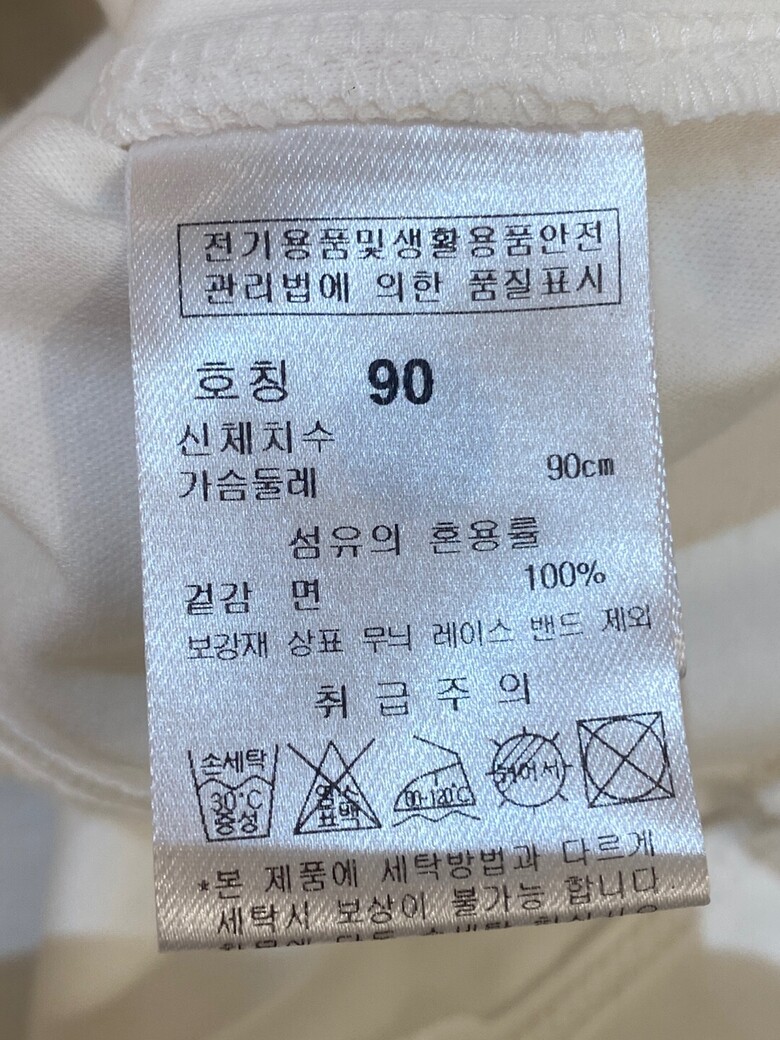 전기용품및생활용품안전
관리법에 의한 품질표시
호칭 90
신체치수
가슴둘레 90cm
섬유의 혼용률
겉감 면 100%
보강재 상표 무늬 레이스 밴드 제외
취급주의
손세탁
30°C
중성
염소
표백
80-120℃
뉘어서
*본 제품에 세탁방법과 다르게
세탁시 보상이 불가능 합니다.